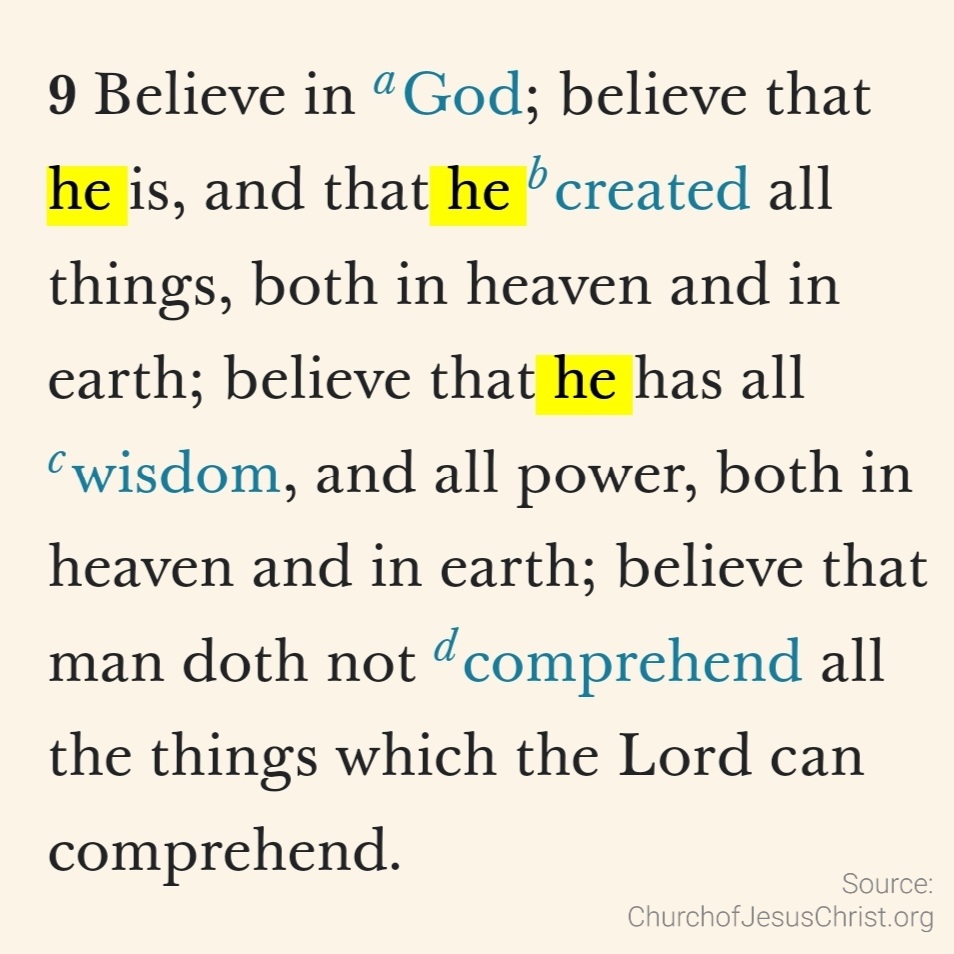 9 Believe in aGod; believe that
he is, and that he bcreated all
things, both in heaven and in
earth; believe that he has all
cwisdom, and all power, both in
heaven and in earth; believe that
man doth not dcomprehend all
the things which the Lord can
comprehend.
Source:
ChurchofJesusChrist.org